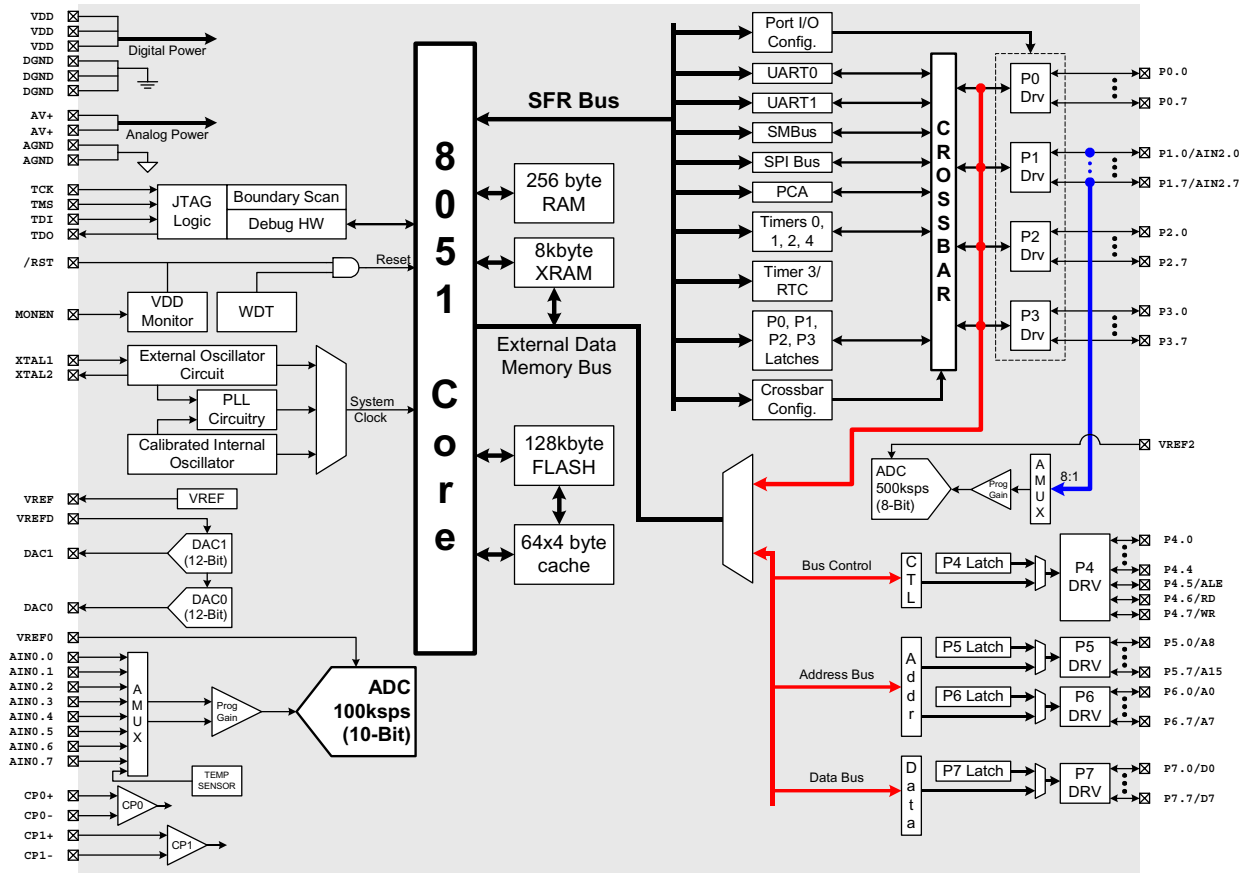 VDD
VDD
VDD
Digital Power
DGND
DGND
DGND
AV+
AV+
Analog Power
AGND
AGND
TCK
TMS
TDI
TDO
JTAG
Logic
Boundary Scan
Debug HW
/RST
Reset
VDD
Monitor
WDT
MONEN
XTAL1
XTAL2
External Oscillator
Circuit
PLL
Circuitry
Calibrated Internal
Oscillator
System
Clock
VREF
VREF
VREFD
DAC1
DAC1
(12-Bit)
DAC0
DAC0
(12-Bit)
VREF0
AIN0.0
AIN0.1
AIN0.2
AIN0.3
AIN0.4
AIN0.5
AIN0.6
AIN0.7
A
M
U
X
Prog
Gain
ADC
100ksps
(10-Bit)
TEMP
SENSOR
CP0+
CP0-
CP0
CP1+
CP1-
CP1
8
0
5
1
C
o
r
e
SFR Bus
256 byte
RAM
8kbyte
XRAM
External Data
Memory Bus
128kbyte
FLASH
64x4 byte
cache
Port I/O
Config.
UART0
UART1
SMBus
SPI Bus
PCA
Timers 0,
1, 2, 4
Timer 3/
RTC
P0, P1,
P2, P3
Latches
Crossbar
Config.
C
R
O
S
S
B
A
R
P0
Drv
P1
Drv
P2
Drv
P3
Drv
P0.0
P0.7
P1.0/AIN2.0
P1.7/AIN2.7
P2.0
P2.7
P3.0
P3.7
VREF2
ADC
500ksps
(8-Bit)
Prog
Gain
A
M
U
X
8:1
Bus Control
C
T
L
P4 Latch
P4
DRV
P4.0
P4.4
P4.5/ALE
P4.6/RD
P4.7/WR
Address Bus
A
d
d
r
P5 Latch
P5
DRV
P5.0/A8
P5.7/A15
P6 Latch
P6
DRV
P6.0/A0
P6.7/A7
Data Bus
D
a
t
a
P7 Latch
P7
DRV
P7.0/D0
P7.7/D7